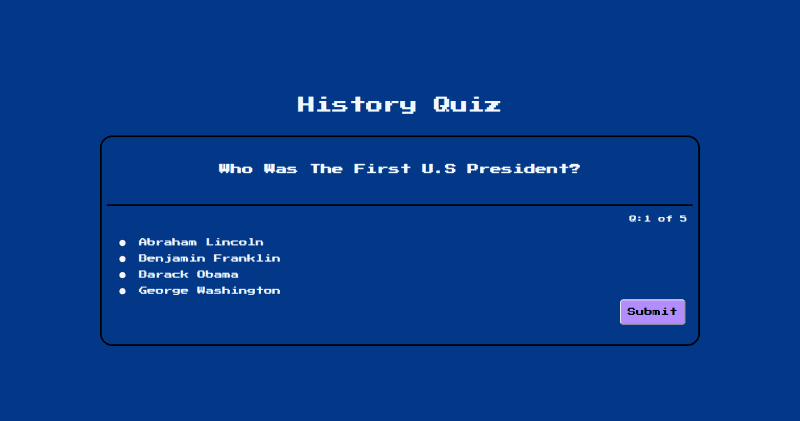 History Quiz
Who Was The First U.S President?
Q:1 of 5
Abraham Lincoln
Benjamin Franklin
Barack Obama
George Washington
Submit